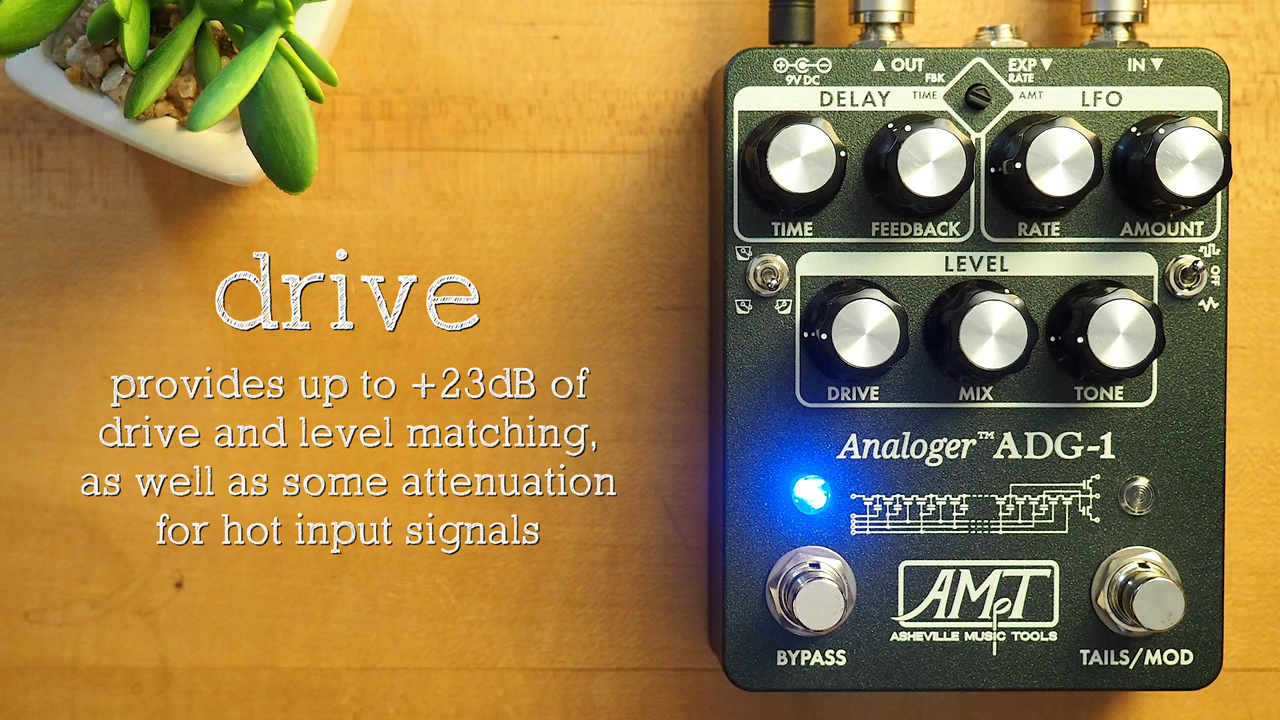 drive
provides up to +23dB of
drive and level matching,
as well as some attenuation
for hot input signals
9V DC
▲ OUT
EXP ▼
IN ▼
FBK
RATE
TIME
AMT
DELAY
LFO
TIME
FEEDBACK
RATE
AMOUNT
LEVEL
OFF
DRIVE
MIX
TONE
Analoger™ ADG-1
AMT
ASHEVILLE MUSIC TOOLS
BYPASS
TAILS/MOD